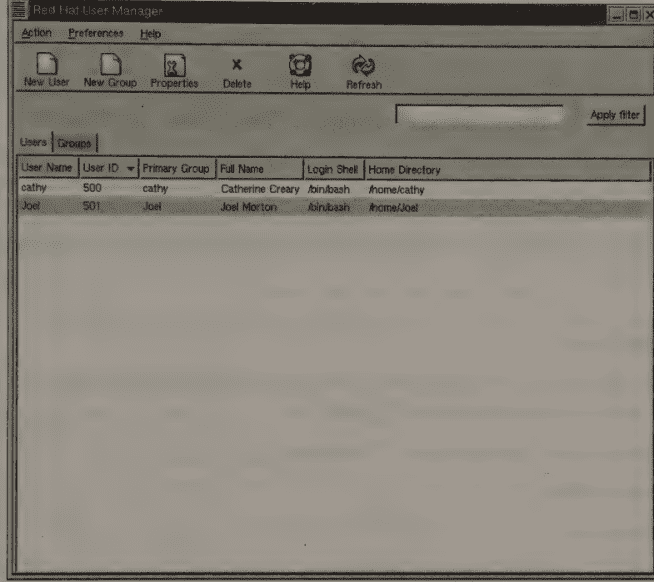 Red Hat User Manager
Action Preferences Help
New User New Group Properties Delete Help Refresh
Apply filter
Users Groups
User Name User ID Primary Group Full Name Login Shell Home Directory
cathy 500 cathy Catherine Creary /bin/bash /home/cathy
Joel 501 Joel Joel Morton /bin/bash /home/Joel